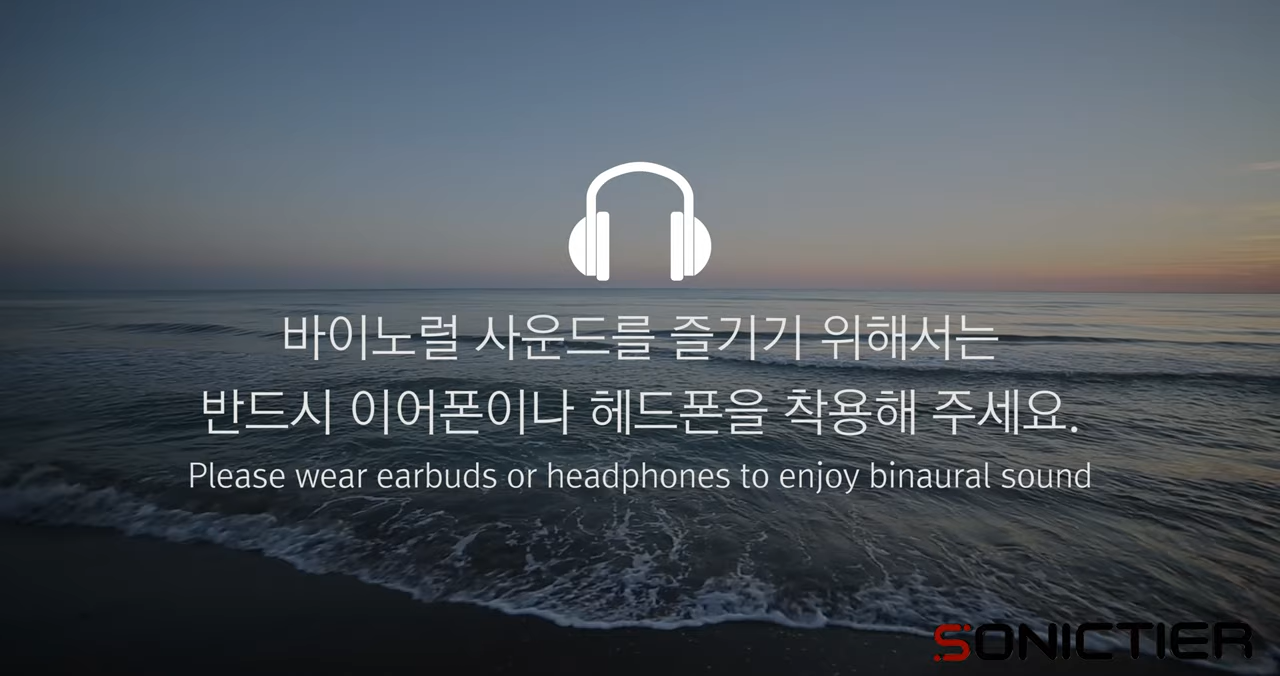 바이노럴 사운드를 즐기기 위해서는
반드시 이어폰이나 헤드폰을 착용해 주세요.
Please wear earbuds or headphones to enjoy binaural sound
SONICTIER